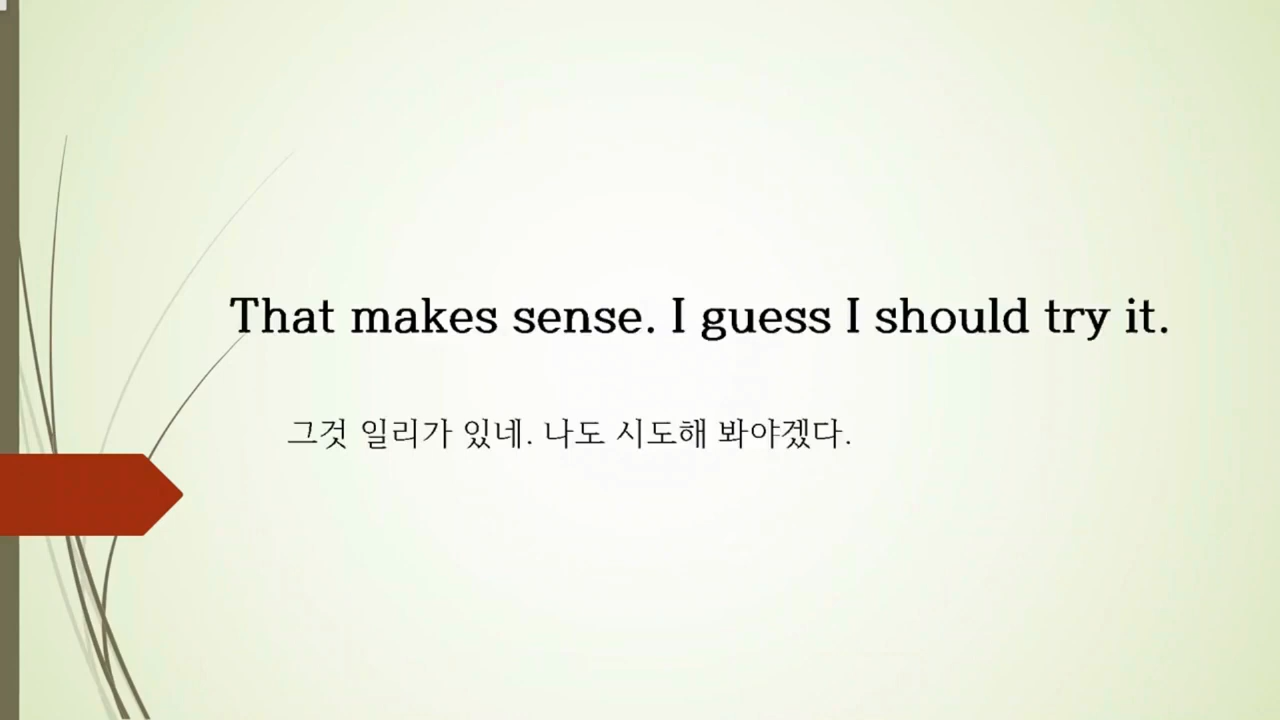 That makes sense. I guess I should try it.
그것 일리가 있네. 나도 시도해 봐야겠다.